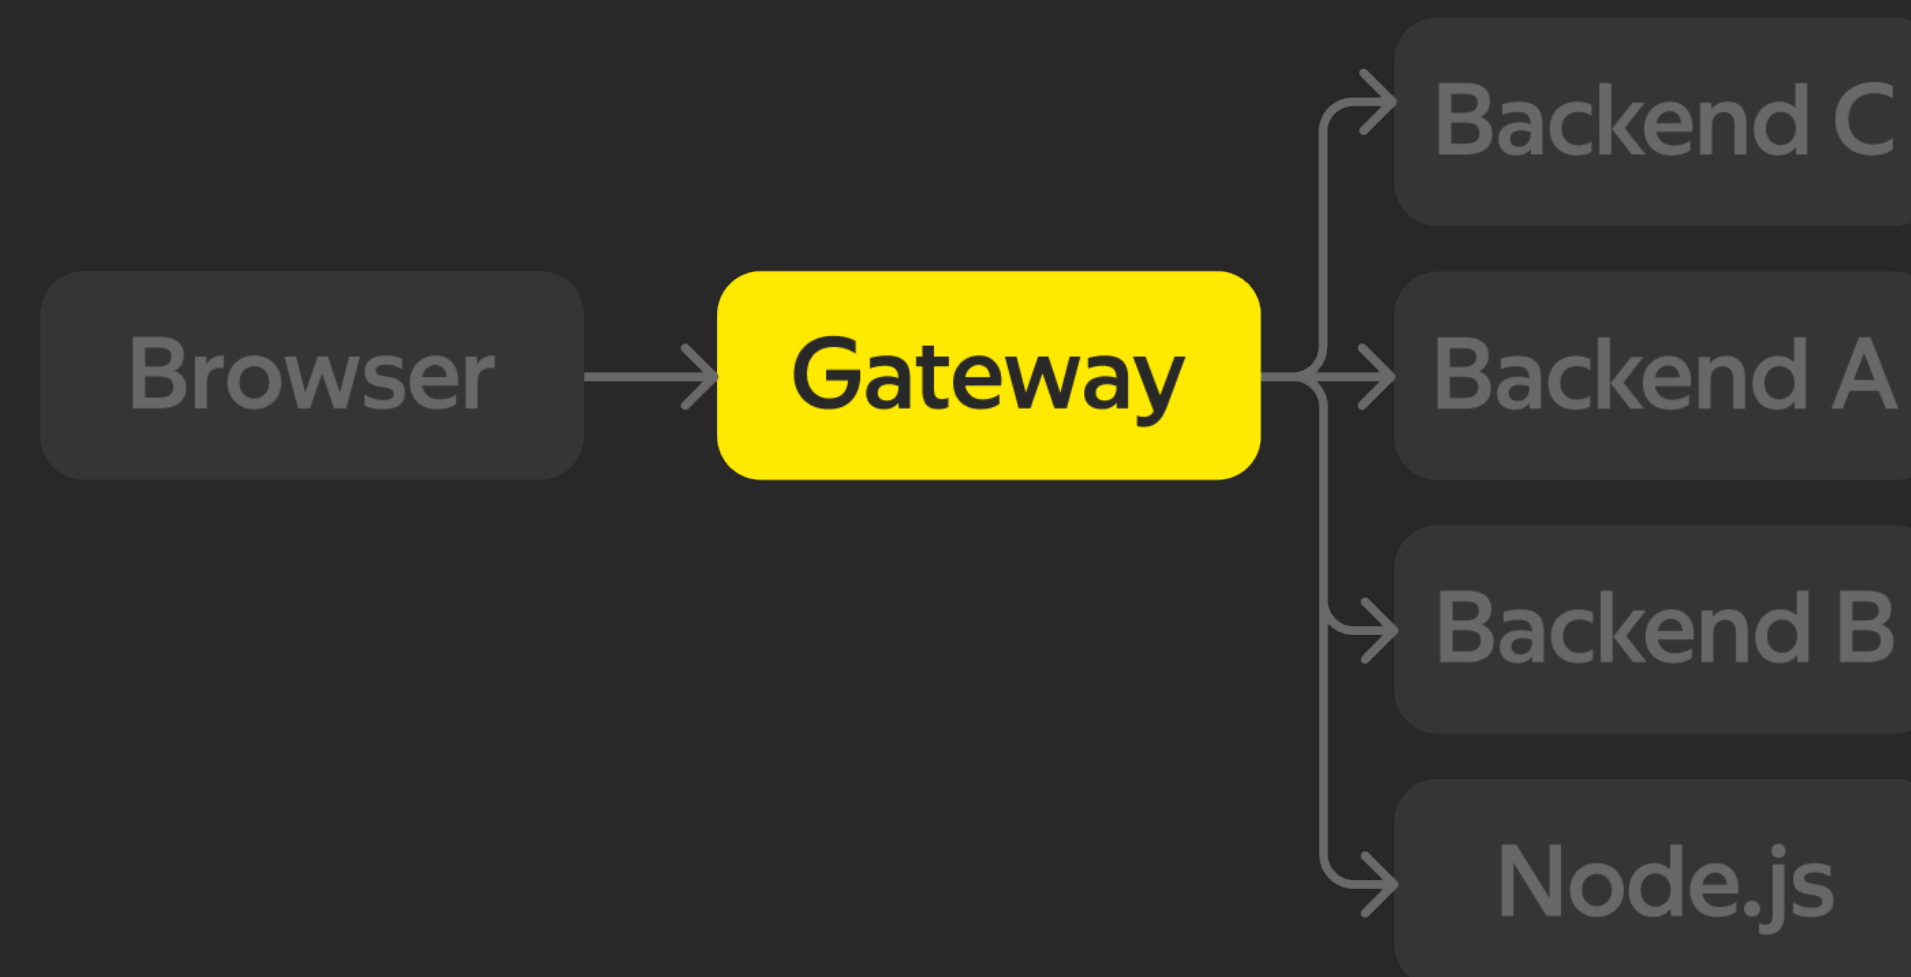 Browser
Gateway
Backend C
Backend A
Backend B
Node.js